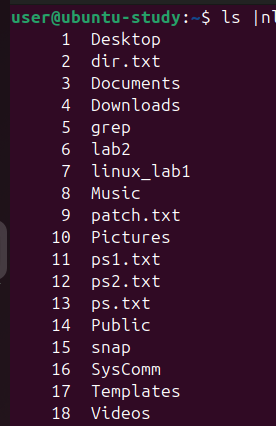 user@ubuntu-study:~$ ls |nl
1 Desktop
2 dir.txt
3 Documents
4 Downloads
5 grep
6 lab2
7 linux_lab1
8 Music
9 patch.txt
10 Pictures
11 ps1.txt
12 ps2.txt
13 ps.txt
14 Public
15 snap
16 SysComm
17 Templates
18 Videos